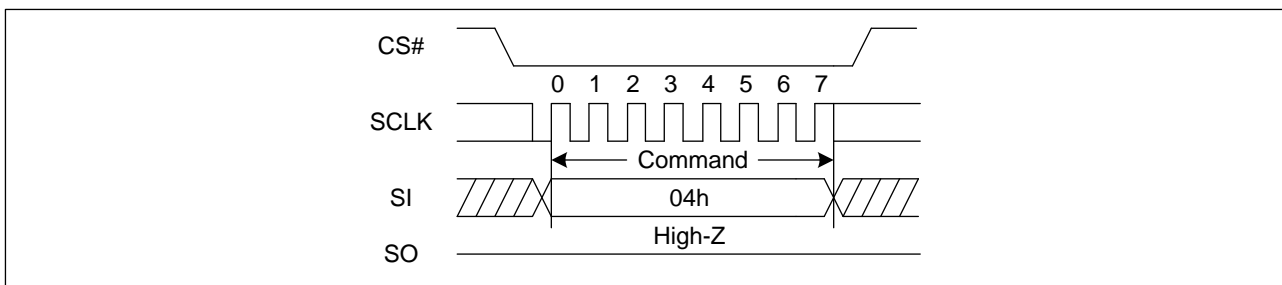 CS#
0 1 2 3 4 5 6 7
SCLK
Command
SI
04h
High-Z
SO